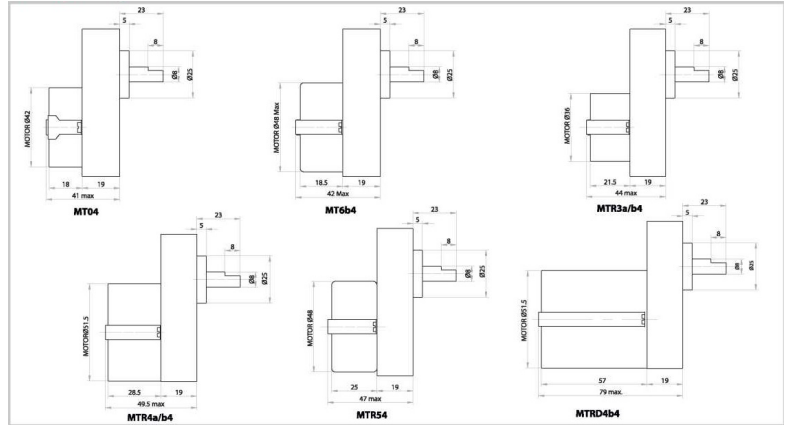 23
5
8
Ø8
Ø25
MOTOR Ø42
18
19
41 max
MT04
23
5
8
Ø8
Ø25
MOTOR Ø48 Max
18.5
19
42 Max
MT6b4
23
5
8
Ø8
Ø25
MOTOR Ø36
21.5
19
44 max
MTR3a/b4
23
5
8
Ø8
Ø25
MOTORØ51.5
28.5
19
49.5 max
MTR4a/b4
23
5
8
Ø8
Ø25
MOTOR Ø48
25
19
47 max
MTR54
23
5
8
Ø8
Ø25
MOTOR Ø51.5
57
19
79 max.
MTRD4b4